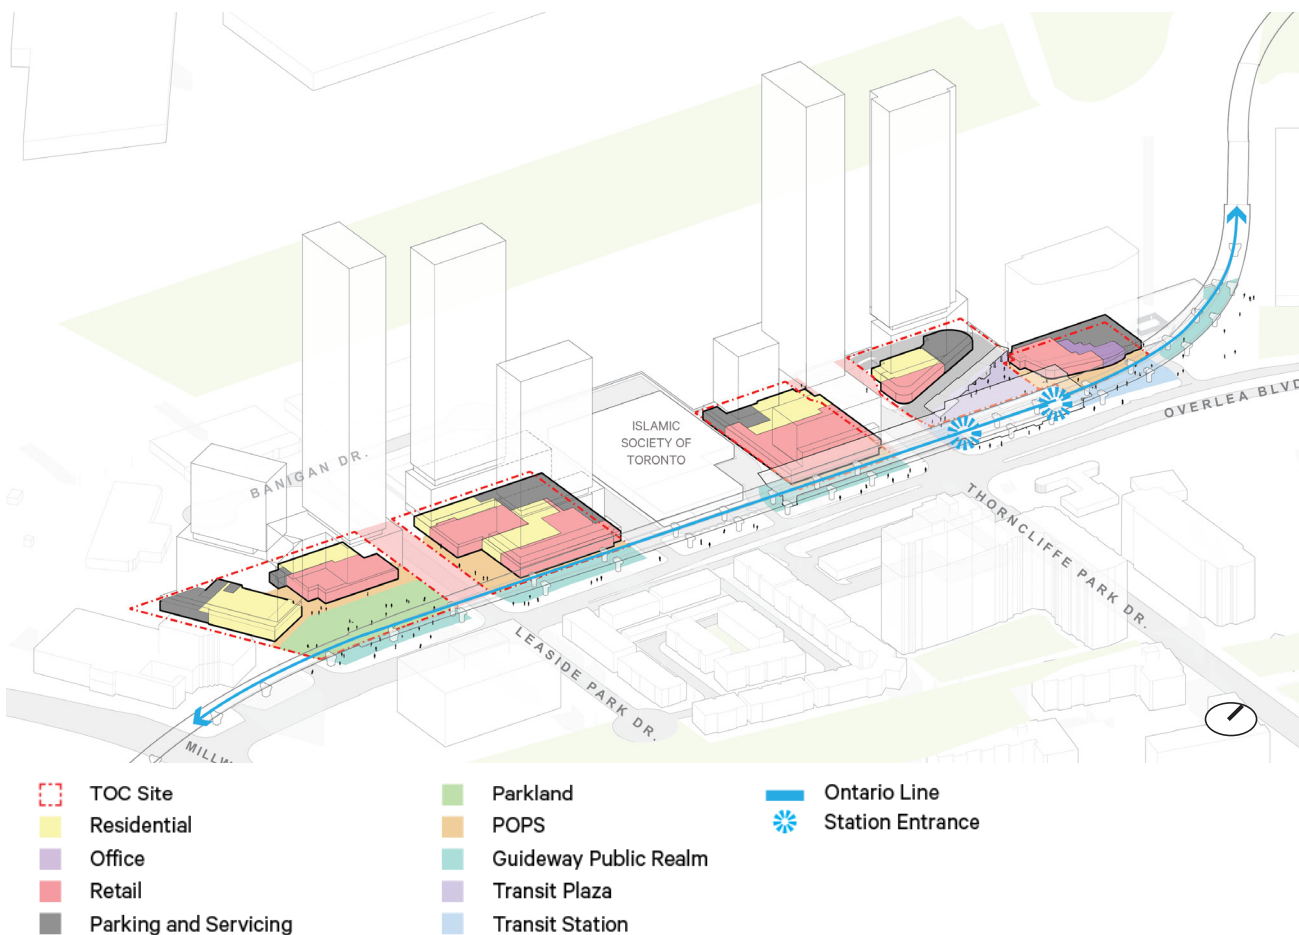 ISLAMIC
SOCIETY OF
TORONTO
BANIGAN DR.
OVERLEA BLVD
THORNCLIFFE PARK DR.
LEASIDE PARK DR.
MILLW
TOC Site
Residential
Office
Retail
Parking and Servicing
Parkland
POPS
Guideway Public Realm
Transit Plaza
Transit Station
Ontario Line
Station Entrance